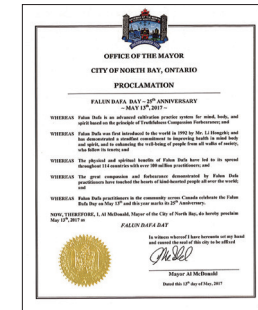 OFFICE OF THE MAYOR
CITY OF NORTH BAY, ONTARIO
PROCLAMATION
FALUN DAFA DAY – 25th ANNIVERSARY
~ MAY 13th, 2017 ~
WHEREAS Falun Dafa is an advanced cultivation practice system for mind, body, and
spirit based on the principle of Truthfulness Compassion Forbearance; and
WHEREAS Falun Dafa was first introduced to the world in 1992 by Mr. Li Hongzhi; and
has demonstrated a steadfast commitment to improving health in mind body
and spirit, and to enhancing the well-being of people from all walks of society,
who follow its tenets; and
WHEREAS The physical and spiritual benefits of Falun Dafa have led to its spread
throughout 114 countries with over 100 million practitioners; and
WHEREAS The great compassion and forbearance demonstrated by Falun Dafa
practitioners have touched the hearts of kind-hearted people all over the world;
and
WHEREAS Falun Dafa practitioners in the community across Canada celebrate the Falun
Dafa Day on May 13th and this year marks its 25th Anniversary.
NOW, THEREFORE, I, Al McDonald, Mayor of the City of North Bay, do hereby proclaim
May 13th, 2017 as
FALUN DAFA DAY
In witness whereof I have hereunto set my hand
and caused the seal of this city to be affixed
Mayor Al McDonald
Dated this 13th day of May, 2017